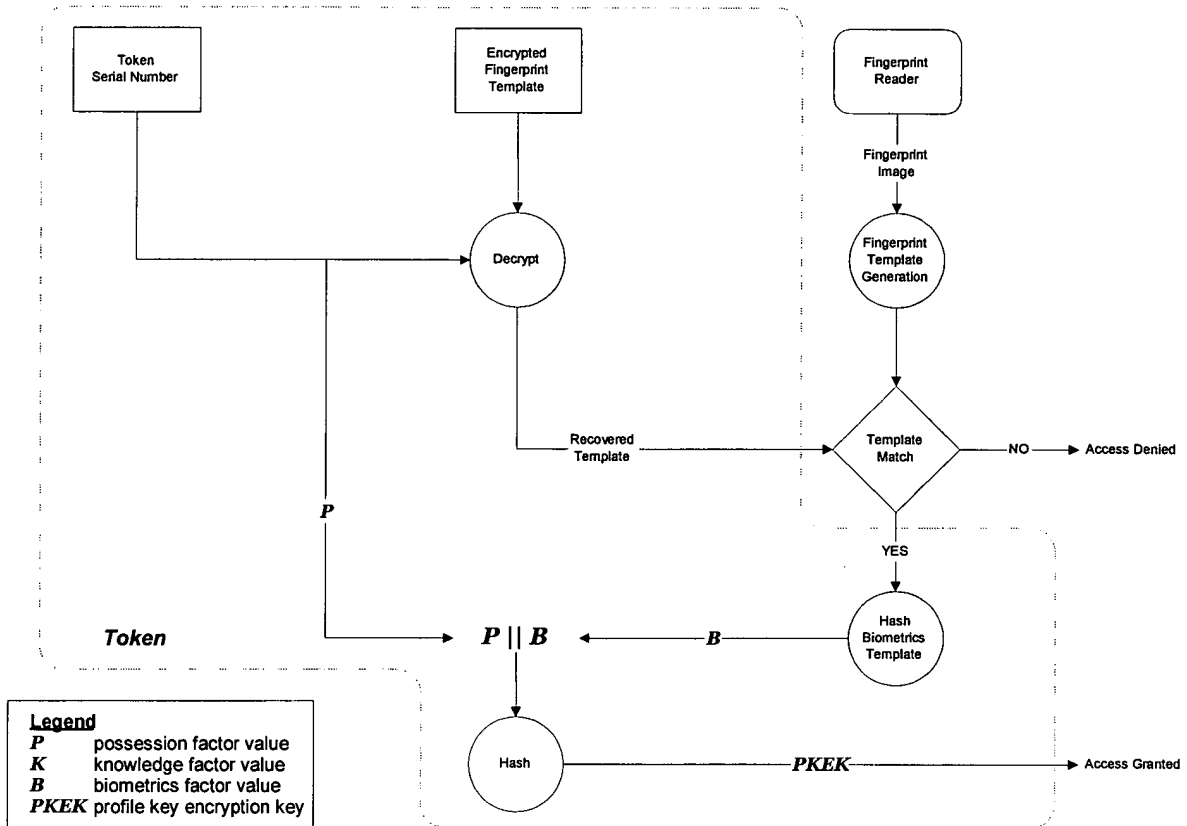 Token
Serial Number
Encrypted
Fingerprint
Template
Fingerprint
Reader
Fingerprint
Image
Decrypt
Fingerprint
Template
Generation
Recovered
Template
Template
Match
NO
Access Denied
P
YES
Token
P || B
B
Hash
Biometrics
Template
Legend
P possession factor value
K knowledge factor value
B biometrics factor value
PKEK profile key encryption key
Hash
PKEK
Access Granted